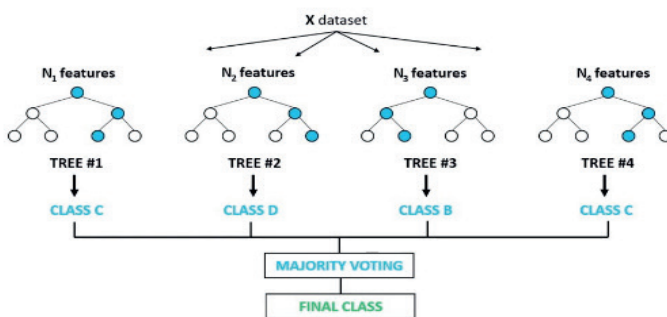 X dataset
N₁ features N₂ features N₃ features N₄ features
TREE #1 TREE #2 TREE #3 TREE #4
CLASS C CLASS D CLASS B CLASS C
MAJORITY VOTING
FINAL CLASS